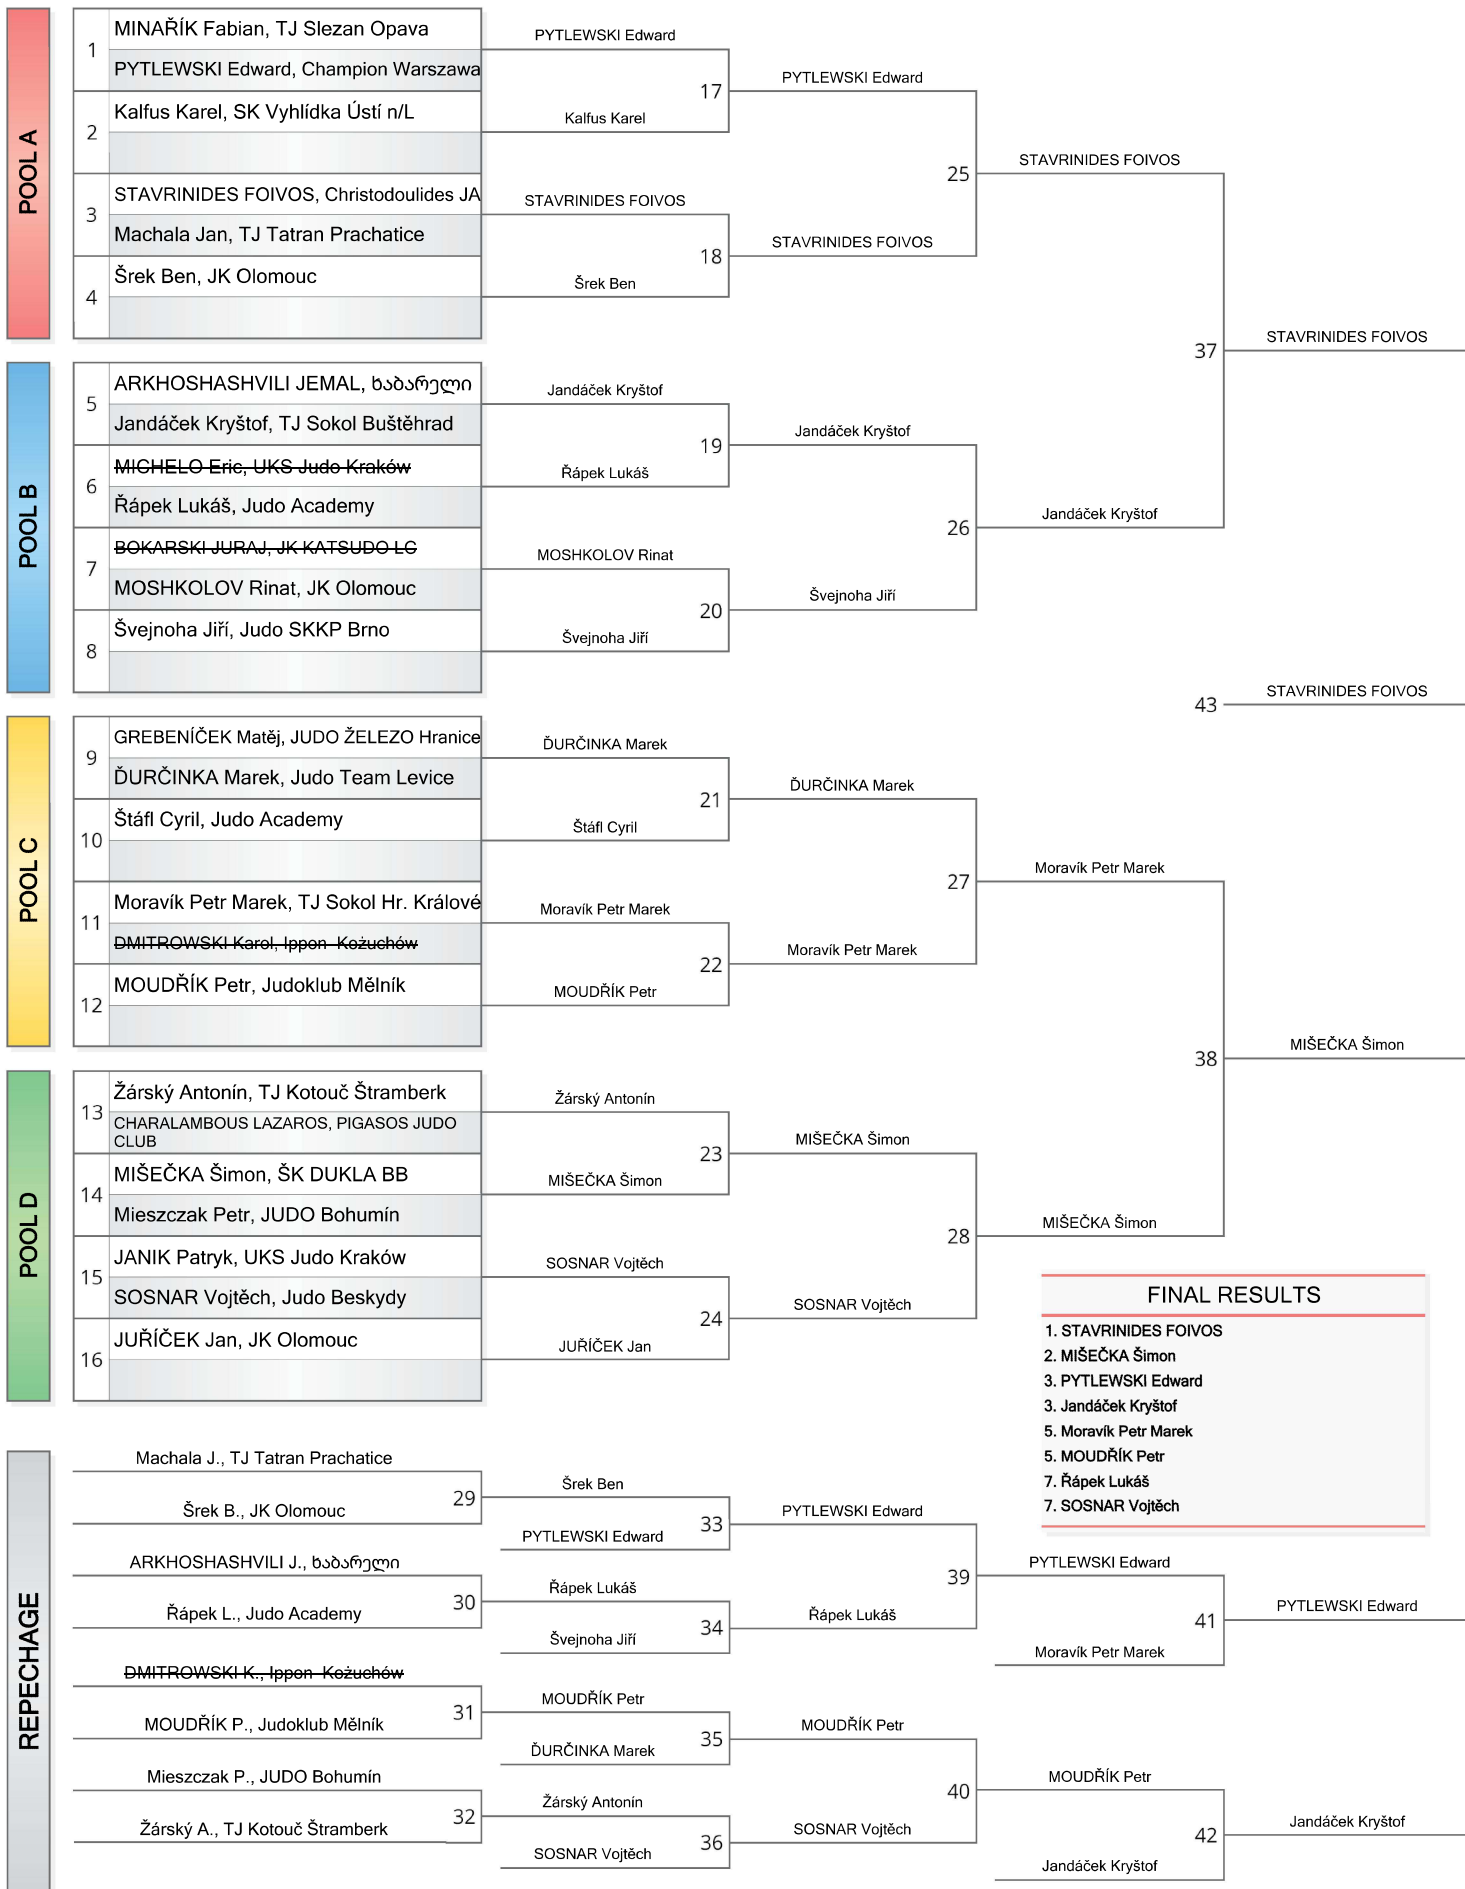 POOL A
1
MINAŘÍK Fabian, TJ Slezan Opava
PYTLEWSKI Edward, Champion Warszawa
2
Kalfus Karel, SK Vyhlídka Ústí n/L
3
STAVRINIDES FOIVOS, Christodoulides JA
Machala Jan, TJ Tatran Prachatice
4
Šrek Ben, JK Olomouc
PYTLEWSKI Edward
17
Kalfus Karel
STAVRINIDES FOIVOS
18
Šrek Ben
PYTLEWSKI Edward
25
STAVRINIDES FOIVOS
STAVRINIDES FOIVOS
POOL B
5
ARKHOSHASHVILI JEMAL, ხაბარელი
Jandáček Kryštof, TJ Sokol Buštěhrad
6
MICHELO Eric, UKS Judo Kraków
Řápek Lukáš, Judo Academy
7
BOKARSKI JURAJ, JK KATSUDO LC
MOSHKOLOV Rinat, JK Olomouc
8
Švejnoha Jiří, Judo SKKP Brno
Jandáček Kryštof
19
Řápek Lukáš
MOSHKOLOV Rinat
20
Švejnoha Jiří
Jandáček Kryštof
26
Švejnoha Jiří
Jandáček Kryštof
37
STAVRINIDES FOIVOS
43
STAVRINIDES FOIVOS
POOL C
9
GREBENÍČEK Matěj, JUDO ŽELEZO Hranice
ĎURČINKA Marek, Judo Team Levice
10
Štáfl Cyril, Judo Academy
11
Moravík Petr Marek, TJ Sokol Hr. Králové
DMITROWSKI Karol, Ippon Kożuchów
12
MOUDŘÍK Petr, Judoklub Mělník
ĎURČINKA Marek
21
Štáfl Cyril
Moravík Petr Marek
22
MOUDŘÍK Petr
ĎURČINKA Marek
27
Moravík Petr Marek
Moravík Petr Marek
POOL D
13
Žárský Antonín, TJ Kotouč Štramberk
CHARALAMBOUS LAZAROS, PIGASOS JUDO
CLUB
14
MIŠEČKA Šimon, ŠK DUKLA BB
Mieszczak Petr, JUDO Bohumín
15
JANIK Patryk, UKS Judo Kraków
SOSNAR Vojtěch, Judo Beskydy
16
JUŘÍČEK Jan, JK Olomouc
Žárský Antonín
23
MIŠEČKA Šimon
SOSNAR Vojtěch
24
JUŘÍČEK Jan
MIŠEČKA Šimon
28
SOSNAR Vojtěch
MIŠEČKA Šimon
38
MIŠEČKA Šimon
FINAL RESULTS
1. STAVRINIDES FOIVOS
2. MIŠEČKA Šimon
3. PYTLEWSKI Edward
3. Jandáček Kryštof
5. Moravík Petr Marek
5. MOUDŘÍK Petr
7. Řápek Lukáš
7. SOSNAR Vojtěch
REPECHAGE
Machala J., TJ Tatran Prachatice
29
Šrek B., JK Olomouc
ARKHOSHASHVILI J., ხაბარელი
30
Řápek L., Judo Academy
DMITROWSKI K., Ippon Kożuchów
31
MOUDŘÍK P., Judoklub Mělník
Mieszczak P., JUDO Bohumín
32
Žárský A., TJ Kotouč Štramberk
Šrek Ben
33
PYTLEWSKI Edward
Řápek Lukáš
34
Švejnoha Jiří
MOUDŘÍK Petr
35
ĎURČINKA Marek
Žárský Antonín
36
SOSNAR Vojtěch
PYTLEWSKI Edward
39
Řápek Lukáš
MOUDŘÍK Petr
40
SOSNAR Vojtěch
PYTLEWSKI Edward
41
Moravík Petr Marek
MOUDŘÍK Petr
42
Jandáček Kryštof
PYTLEWSKI Edward
Jandáček Kryštof